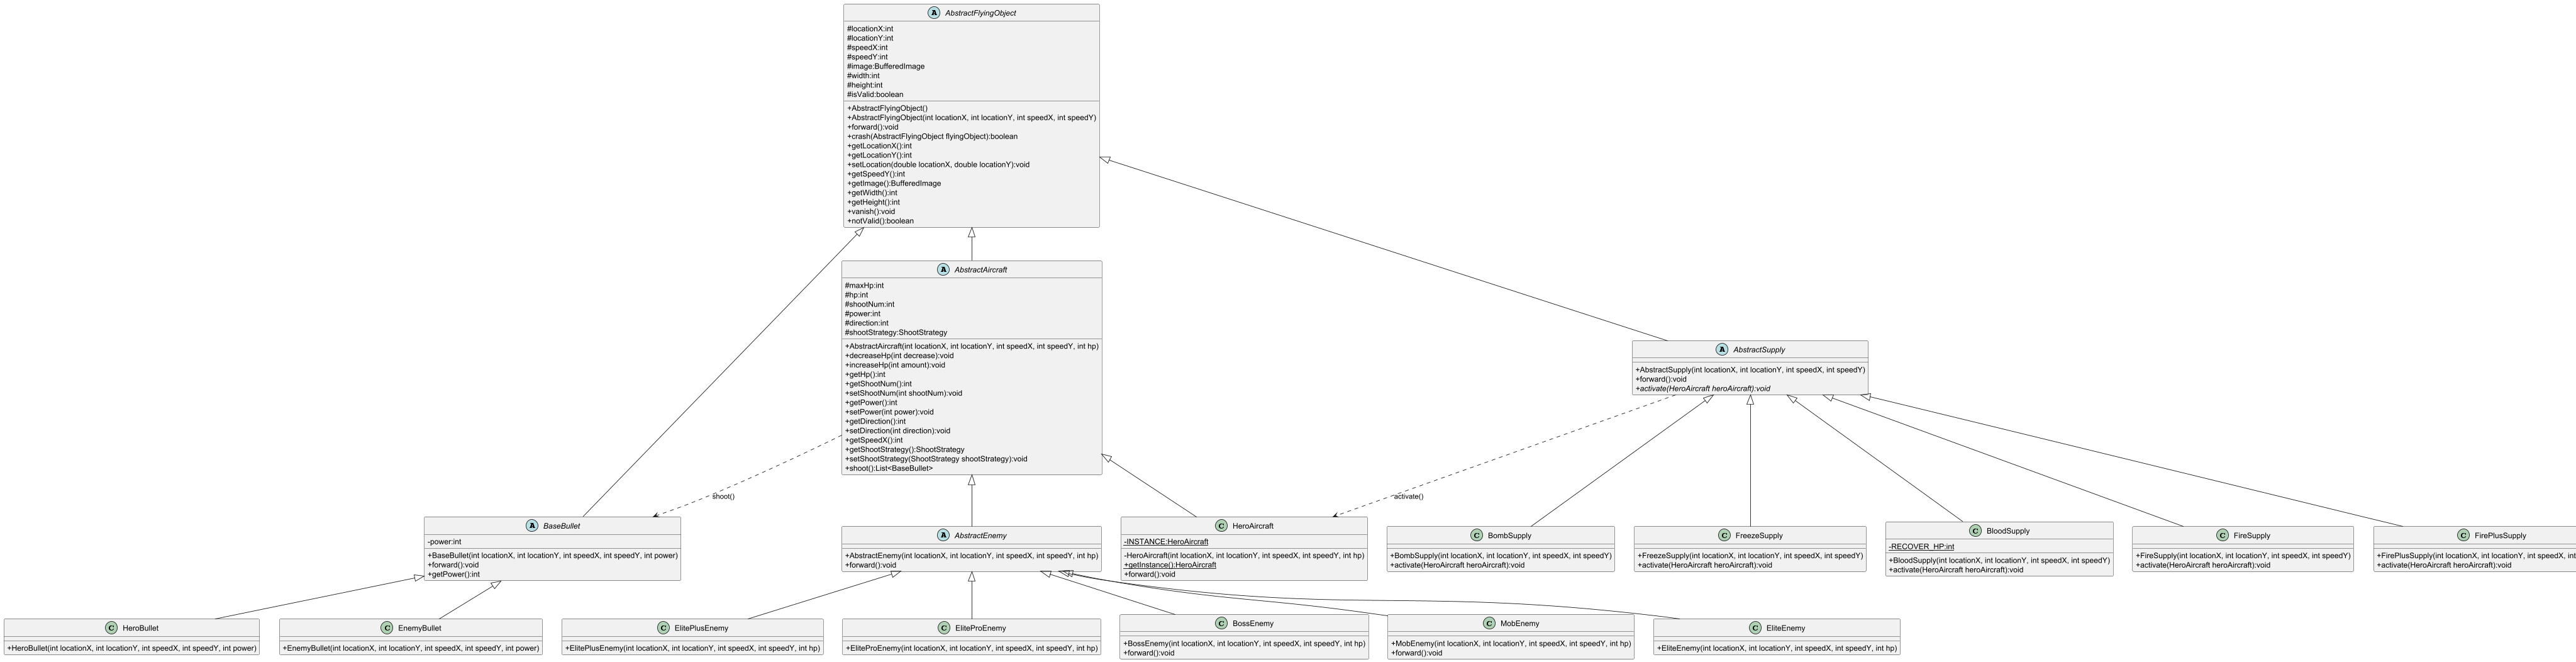 A AbstractFlyingObject
#locationX:int
#locationY:int
#speedX:int
#speedY:int
#image:BufferedImage
#width:int
#height:int
#isValid:boolean
+AbstractFlyingObject()
+AbstractFlyingObject(int locationX, int locationY, int speedX, int speedY)
+forward():void
+crash(AbstractFlyingObject flyingObject):boolean
+getLocationX():int
+getLocationY():int
+setLocation(double locationX, double locationY):void
+getSpeedY():int
+getImage():BufferedImage
+getWidth():int
+getHeight():int
+vanish():void
+notValid():boolean
A AbstractAircraft
#maxHp:int
#hp:int
#shootNum:int
#power:int
#direction:int
#shootStrategy:ShootStrategy
+AbstractAircraft(int locationX, int locationY, int speedX, int speedY, int hp)
+decreaseHp(int decrease):void
+increaseHp(int amount):void
+getHp():int
+getShootNum():int
+setShootNum(int shootNum):void
+getPower():int
+setPower(int power):void
+getDirection():int
+setDirection(int direction):void
+getSpeedX():int
+getShootStrategy():ShootStrategy
+setShootStrategy(ShootStrategy shootStrategy):void
+shoot():List<BaseBullet>
A AbstractSupply
+AbstractSupply(int locationX, int locationY, int speedX, int speedY)
+forward():void
+activate(HeroAircraft heroAircraft):void
shoot()
activate()
A BaseBullet
-power:int
+BaseBullet(int locationX, int locationY, int speedX, int speedY, int power)
+forward():void
+getPower():int
A AbstractEnemy
+AbstractEnemy(int locationX, int locationY, int speedX, int speedY, int hp)
+forward():void
C HeroAircraft
-INSTANCE:HeroAircraft
-HeroAircraft(int locationX, int locationY, int speedX, int speedY, int hp)
+getInstance():HeroAircraft
+forward():void
C BombSupply
+BombSupply(int locationX, int locationY, int speedX, int speedY)
+activate(HeroAircraft heroAircraft):void
C FreezeSupply
+FreezeSupply(int locationX, int locationY, int speedX, int speedY)
+activate(HeroAircraft heroAircraft):void
C BloodSupply
-RECOVER_HP:int
+BloodSupply(int locationX, int locationY, int speedX, int speedY)
+activate(HeroAircraft heroAircraft):void
C FireSupply
+FireSupply(int locationX, int locationY, int speedX, int speedY)
+activate(HeroAircraft heroAircraft):void
C FirePlusSupply
+FirePlusSupply(int locationX, int locationY, int speedX, int
+activate(HeroAircraft heroAircraft):void
C HeroBullet
+HeroBullet(int locationX, int locationY, int speedX, int speedY, int power)
C EnemyBullet
+EnemyBullet(int locationX, int locationY, int speedX, int speedY, int power)
C ElitePlusEnemy
+ElitePlusEnemy(int locationX, int locationY, int speedX, int speedY, int hp)
C EliteProEnemy
+EliteProEnemy(int locationX, int locationY, int speedX, int speedY, int hp)
C BossEnemy
+BossEnemy(int locationX, int locationY, int speedX, int speedY, int hp)
+forward():void
C MobEnemy
+MobEnemy(int locationX, int locationY, int speedX, int speedY, int hp)
+forward():void
C EliteEnemy
+EliteEnemy(int locationX, int locationY, int speedX, int speedY, int hp)